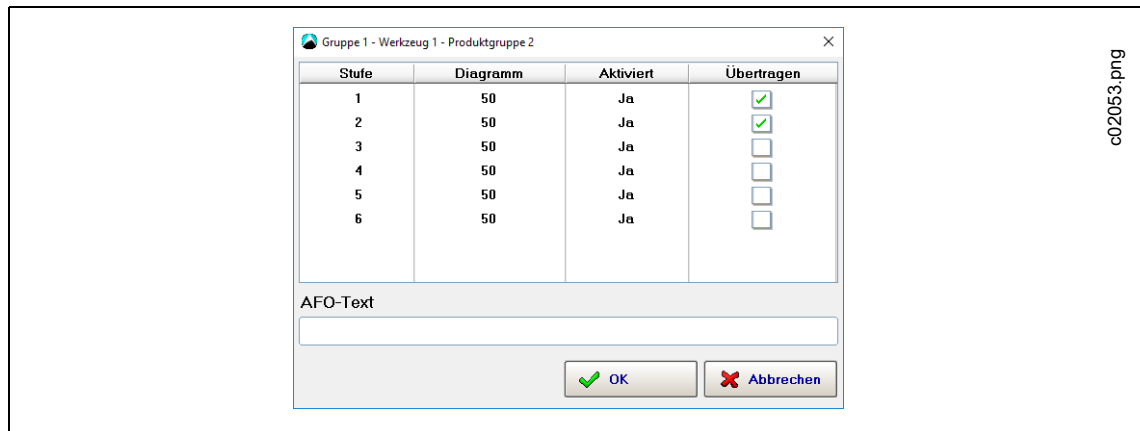 Gruppe 1 - Werkzeug 1 - Produktgruppe 2
Stufe Diagramm Aktiviert Übertragen
1 50 Ja
2 50 Ja
3 50 Ja
4 50 Ja
5 50 Ja
6 50 Ja
AFO-Text
OK Abbrechen
c02053.png